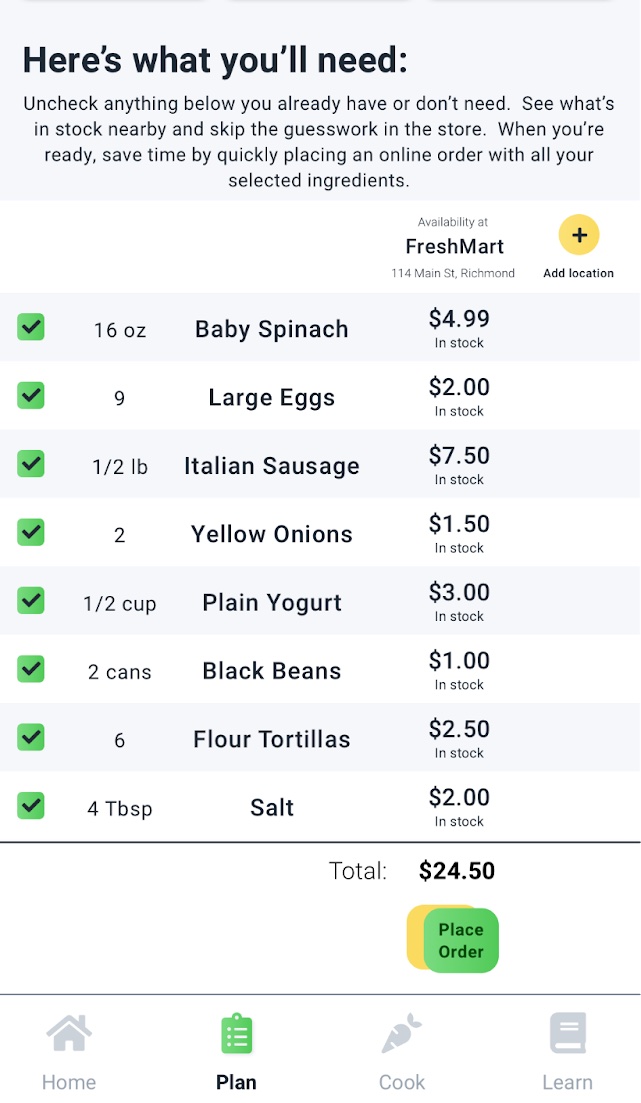 Here’s what you’ll need:
Uncheck anything below you already have or don’t need.  See what’s
in stock nearby and skip the guesswork in the store.  When you’re
ready, save time by quickly placing an online order with all your
selected ingredients.
Availability at
FreshMart
114 Main St, Richmond
Add location
16 oz Baby Spinach $4.99
In stock
9 Large Eggs $2.00
In stock
1/2 lb Italian Sausage $7.50
In stock
2 Yellow Onions $1.50
In stock
1/2 cup Plain Yogurt $3.00
In stock
2 cans Black Beans $1.00
In stock
6 Flour Tortillas $2.50
In stock
4 Tbsp Salt $2.00
In stock
Total: $24.50
Place
Order
Home Plan Cook Learn